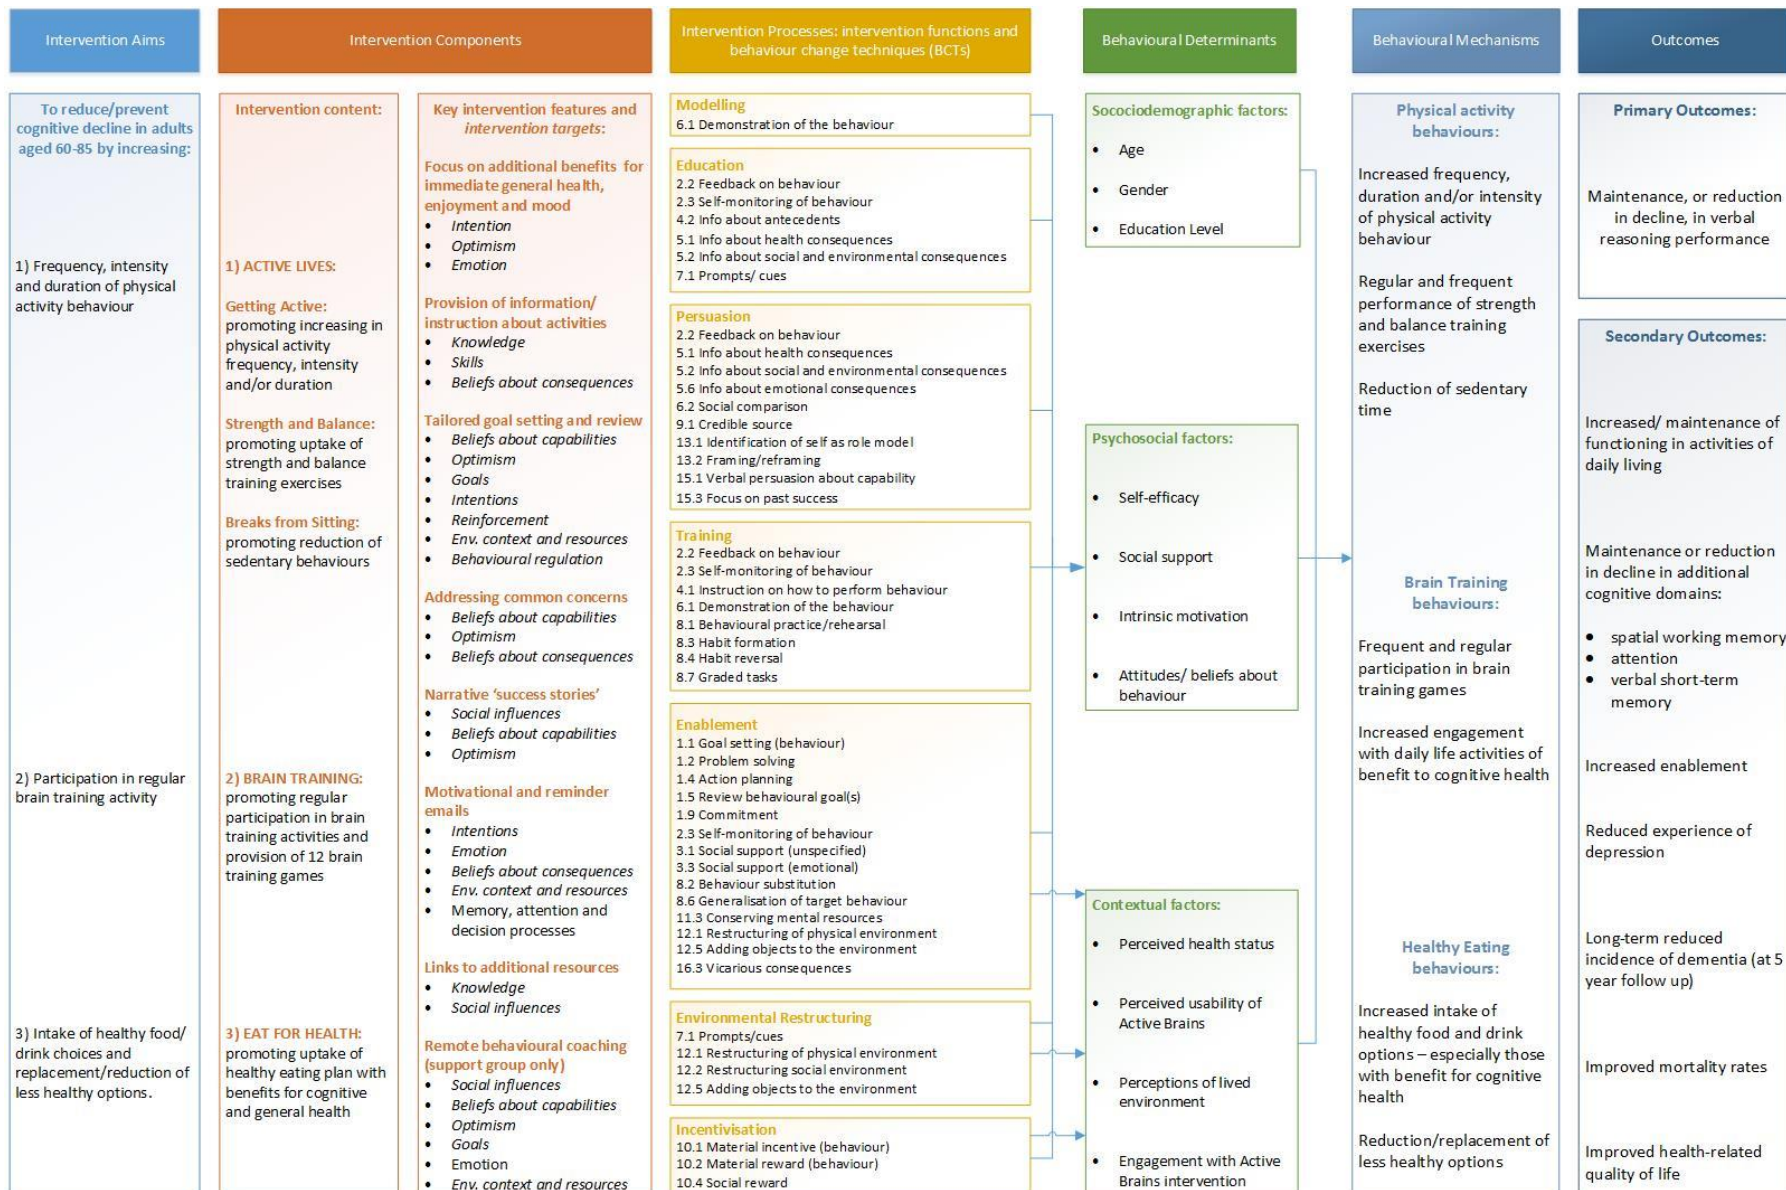 Intervention Aims
Intervention Components
Intervention Processes: intervention functions and
behaviour change techniques (BCTs)
Behavioural Determinants
Behavioural Mechanisms
Outcomes
To reduce/prevent
cognitive decline in adults
aged 60-85 by increasing:
1) Frequency, intensity
and duration of physical
activity behaviour
2) Participation in regular
brain training activity
3) Intake of healthy food/
drink choices and
replacement/reduction of
less healthy options.
Intervention content:
1) ACTIVE LIVES:
Getting Active:
promoting increasing in
physical activity
frequency, intensity
and/or duration
Strength and Balance:
promoting uptake of
strength and balance
training exercises
Breaks from Sitting:
promoting reduction of
sedentary behaviours
2) BRAIN TRAINING:
promoting regular
participation in brain
training activities and
provision of 12 brain
training games
3) EAT FOR HEALTH:
promoting uptake of
healthy eating plan with
benefits for cognitive
and general health
Key intervention features and
intervention targets:
Focus on additional benefits for
immediate general health,
enjoyment and mood
• Intention
• Optimism
• Emotion
Provision of information/
instruction about activities
• Knowledge
• Skills
• Beliefs about consequences
Tailored goal setting and review
• Beliefs about capabilities
• Optimism
• Goals
• Intentions
• Reinforcement
• Env. context and resources
• Behavioural regulation
Addressing common concerns
• Beliefs about capabilities
• Optimism
• Beliefs about consequences
Narrative ‘success stories’
• Social influences
• Beliefs about capabilities
• Optimism
Motivational and reminder
emails
• Intentions
• Emotion
• Beliefs about consequences
• Env. context and resources
• Memory, attention and
decision processes
Links to additional resources
• Knowledge
• Social influences
Remote behavioural coaching
(support group only)
• Social influences
• Beliefs about capabilities
• Optimism
• Goals
• Emotion
• Env. context and resources
Modelling
6.1 Demonstration of the behaviour
Education
2.2 Feedback on behaviour
2.3 Self-monitoring of behaviour
4.2 Info about antecedents
5.1 Info about health consequences
5.2 Info about social and environmental consequences
7.1 Prompts/ cues
Persuasion
2.2 Feedback on behaviour
5.1 Info about health consequences
5.2 Info about social and environmental consequences
5.6 Info about emotional consequences
6.2 Social comparison
9.1 Credible source
13.1 Identification of self as role model
13.2 Framing/reframing
15.1 Verbal persuasion about capability
15.3 Focus on past success
Training
2.2 Feedback on behaviour
2.3 Self-monitoring of behaviour
4.1 Instruction on how to perform behaviour
6.1 Demonstration of the behaviour
8.1 Behavioural practice/rehearsal
8.3 Habit formation
8.4 Habit reversal
8.7 Graded tasks
Enablement
1.1 Goal setting (behaviour)
1.2 Problem solving
1.4 Action planning
1.5 Review behavioural goal(s)
1.9 Commitment
2.3 Self-monitoring of behaviour
3.1 Social support (unspecified)
3.3 Social support (emotional)
8.2 Behaviour substitution
8.6 Generalisation of target behaviour
11.3 Conserving mental resources
12.1 Restructuring of physical environment
12.5 Adding objects to the environment
16.3 Vicarious consequences
Environmental Restructuring
7.1 Prompts/cues
12.1 Restructuring of physical environment
12.2 Restructuring social environment
12.5 Adding objects to the environment
Incentivisation
10.1 Material incentive (behaviour)
10.2 Material reward (behaviour)
10.4 Social reward
Socociodemographic factors:
• Age
• Gender
• Education Level
Psychosocial factors:
• Self-efficacy
• Social support
• Intrinsic motivation
• Attitudes/ beliefs about
behaviour
Contextual factors:
• Perceived health status
• Perceived usability of
Active Brains
• Perceptions of lived
environment
• Engagement with Active
Brains intervention
Physical activity
behaviours:
Increased frequency,
duration and/or intensity
of physical activity
behaviour
Regular and frequent
performance of strength
and balance training
exercises
Reduction of sedentary
time
Brain Training
behaviours:
Frequent and regular
participation in brain
training games
Increased engagement
with daily life activities of
benefit to cognitive health
Healthy Eating
behaviours:
Increased intake of
healthy food and drink
options – especially those
with benefit for cognitive
health
Reduction/replacement of
less healthy options
Primary Outcomes:
Maintenance, or reduction
in decline, in verbal
reasoning performance
Secondary Outcomes:
Increased/ maintenance of
functioning in activities of
daily living
Maintenance or reduction
in decline in additional
cognitive domains:
• spatial working memory
• attention
• verbal short-term
memory
Increased enablement
Reduced experience of
depression
Long-term reduced
incidence of dementia (at 5
year follow up)
Improved mortality rates
Improved health-related
quality of life